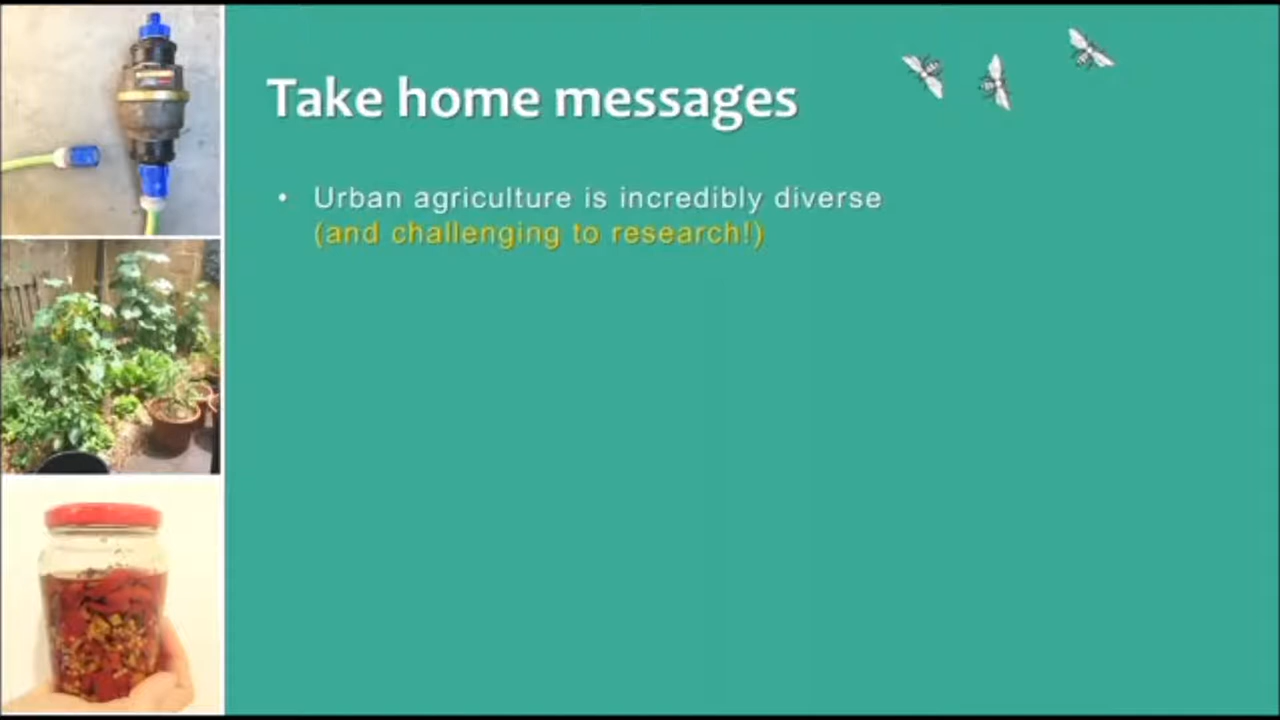 Take home messages
• Urban agriculture is incredibly diverse
(and challenging to research!)